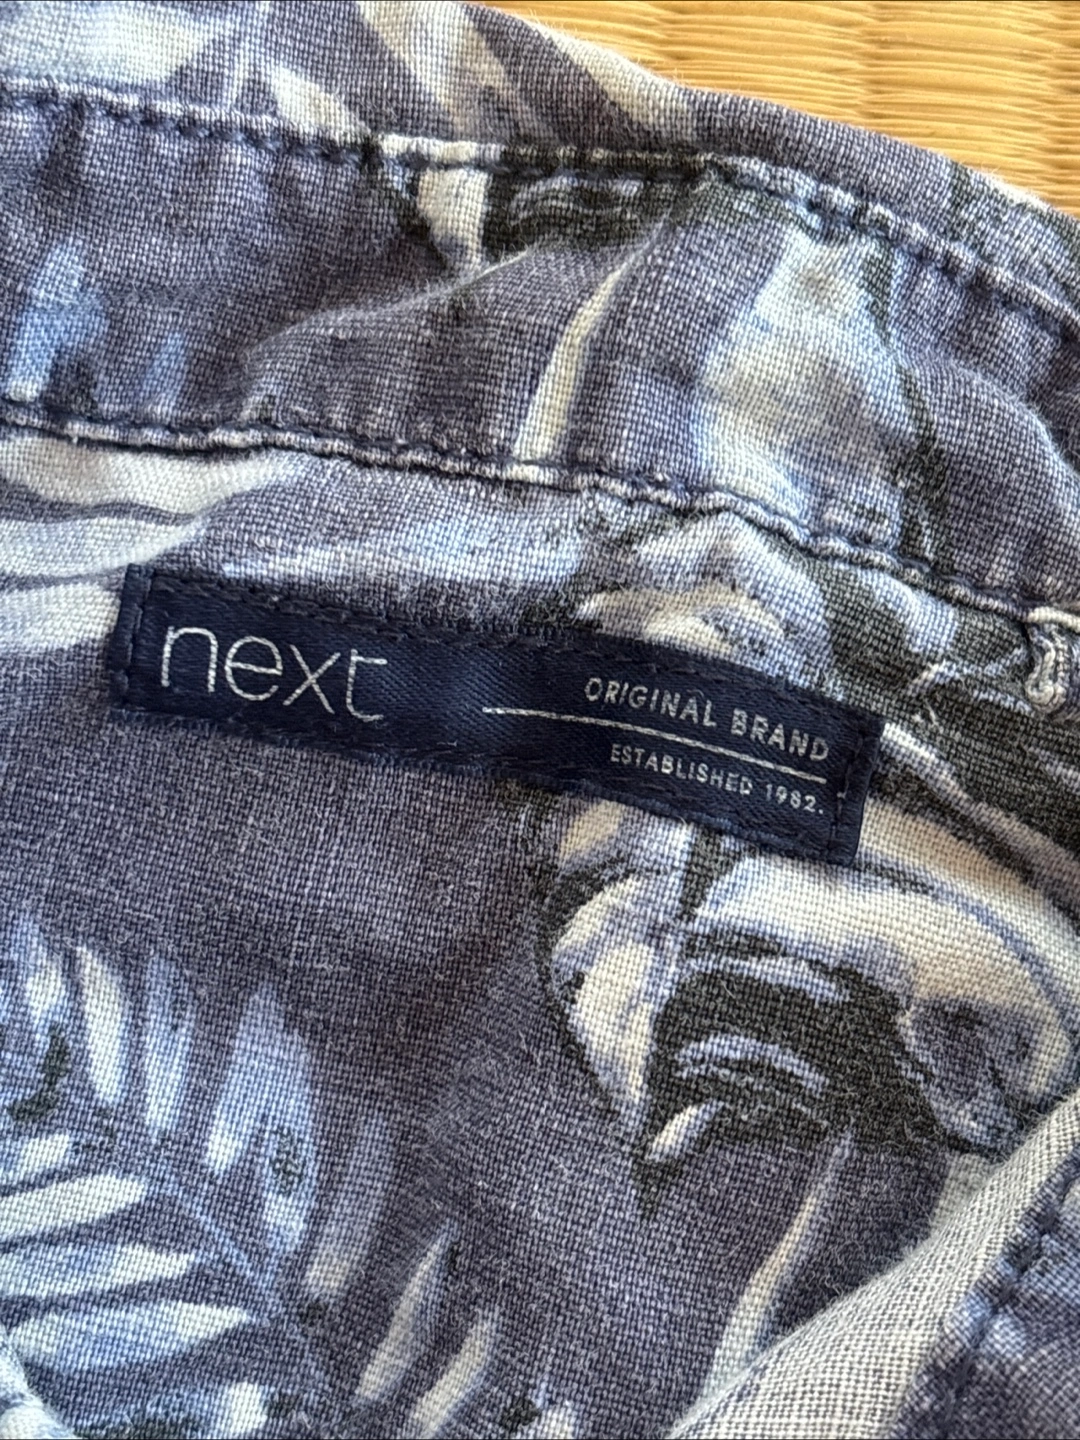 next
ORIGINAL BRAND
ESTABLISHED 1982.